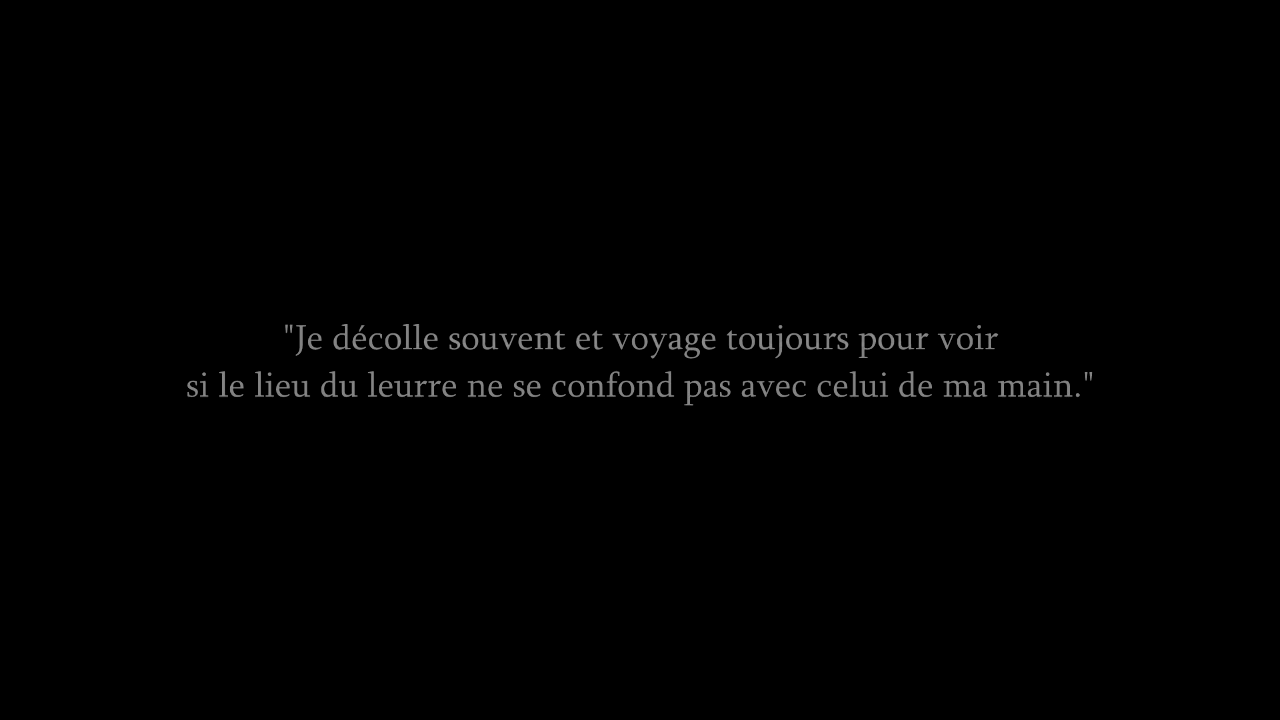 "Je décolle souvent et voyage toujours pour voir
si le lieu du leurre ne se confond pas avec celui de ma main."